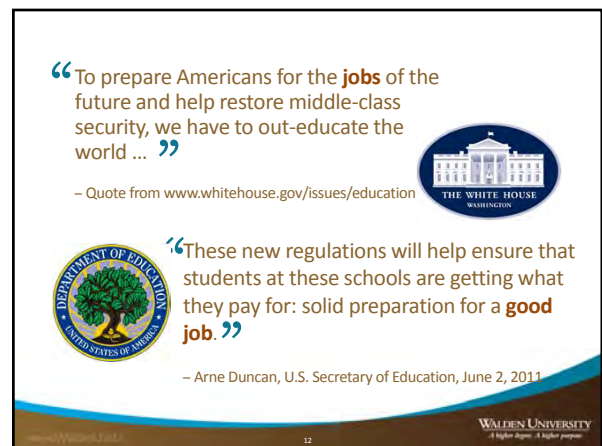 “To prepare Americans for the jobs of the
future and help restore middle-class
security, we have to out-educate the
world ... ”
– Quote from www.whitehouse.gov/issues/education
THE WHITE HOUSE
WASHINGTON
“These new regulations will help ensure that
students at these schools are getting what
they pay for: solid preparation for a good
job.”
DEPARTMENT OF EDUCATION
UNITED STATES OF AMERICA
– Arne Duncan, U.S. Secretary of Education, June 2, 2011
WALDEN UNIVERSITY
A higher degree. A higher purpose.
12